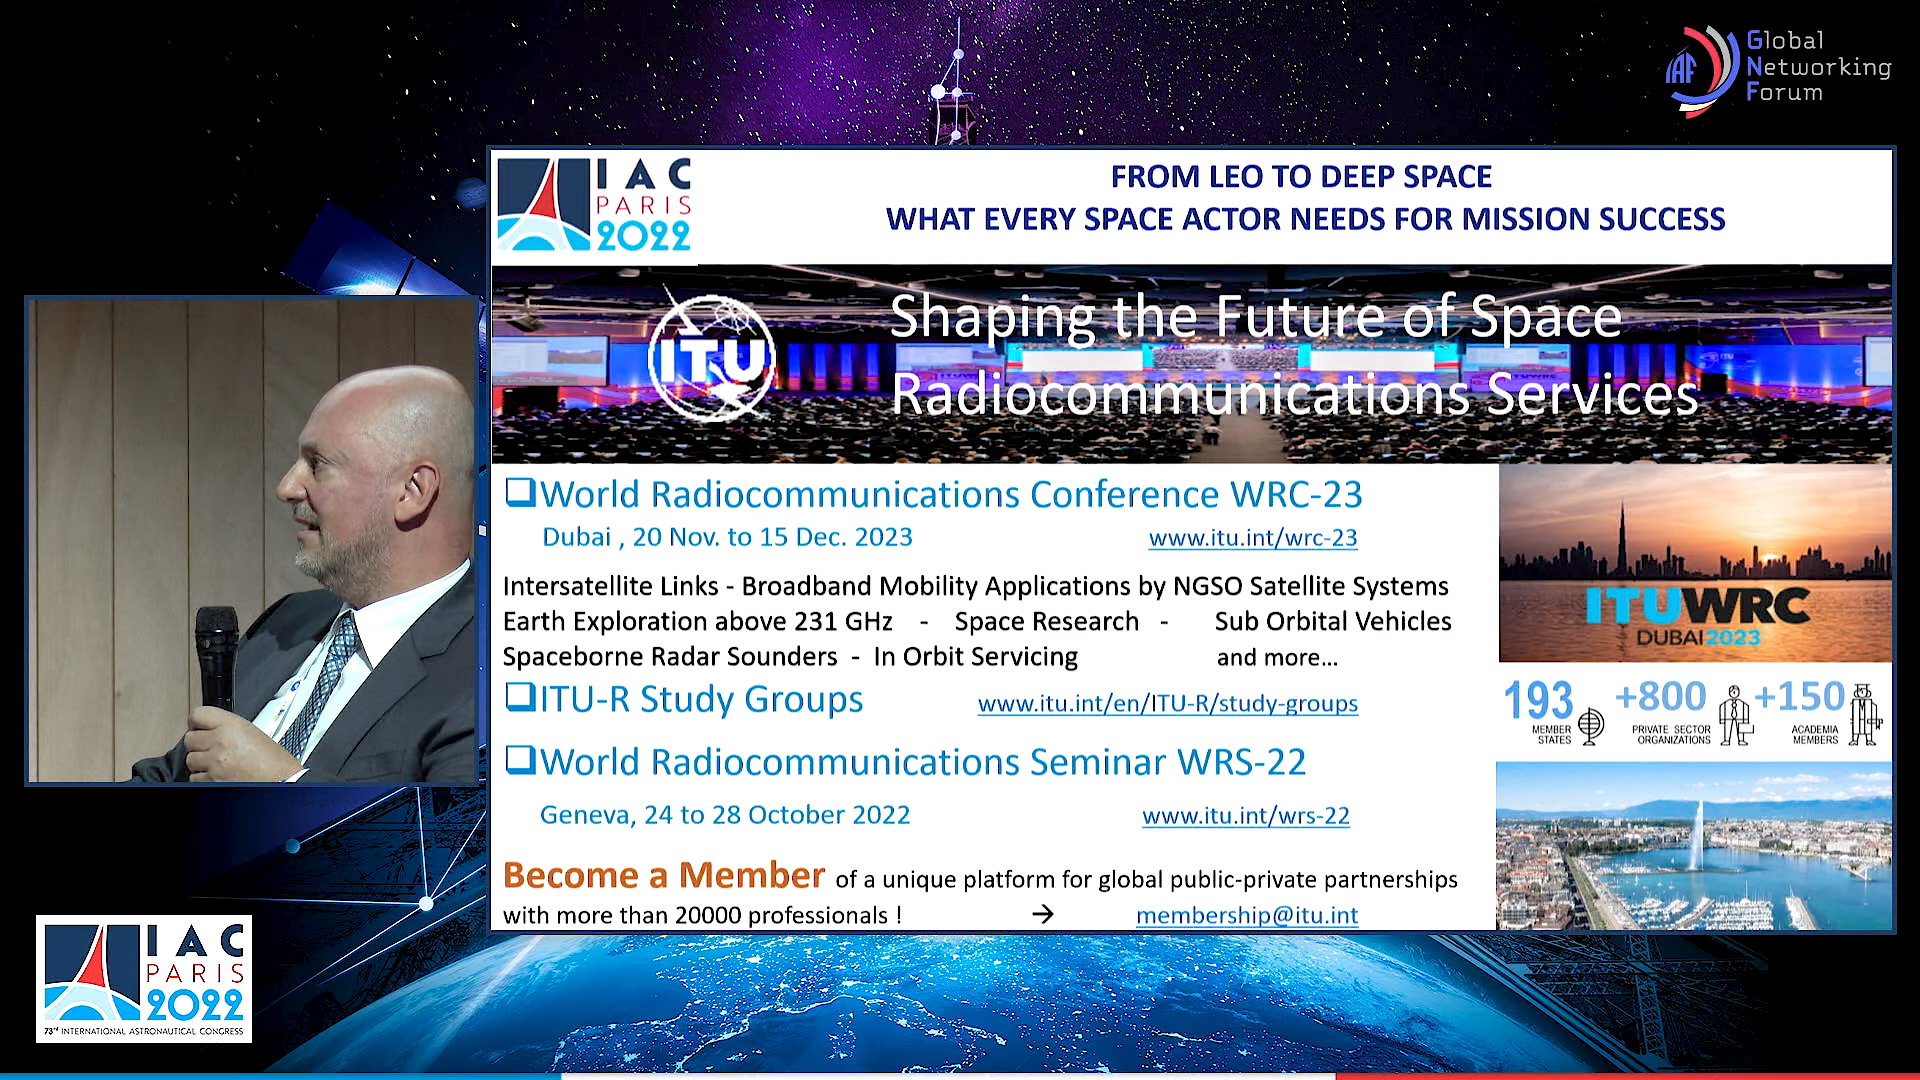 Global
Networking
Forum
IAF
IAC
PARIS
2022
FROM LEO TO DEEP SPACE
WHAT EVERY SPACE ACTOR NEEDS FOR MISSION SUCCESS
ITU
Shaping the Future of Space
Radiocommunications Services
❑World Radiocommunications Conference WRC-23
Dubai , 20 Nov. to 15 Dec. 2023 www.itu.int/wrc-23
Intersatellite Links - Broadband Mobility Applications by NGSO Satellite Systems
Earth Exploration above 231 GHz - Space Research - Sub Orbital Vehicles
Spaceborne Radar Sounders - In Orbit Servicing and more...
❑ITU-R Study Groups www.itu.int/en/ITU-R/study-groups
❑World Radiocommunications Seminar WRS-22
Geneva, 24 to 28 October 2022 www.itu.int/wrs-22
Become a Member of a unique platform for global public-private partnerships
with more than 20000 professionals ! → membership@itu.int
ITUWRC
DUBAI2023
193 +800 +150
MEMBER STATES
PRIVATE SECTOR ORGANIZATIONS
ACADEMIA MEMBERS
IAC
PARIS
2022
73rd INTERNATIONAL ASTRONAUTICAL CONGRESS